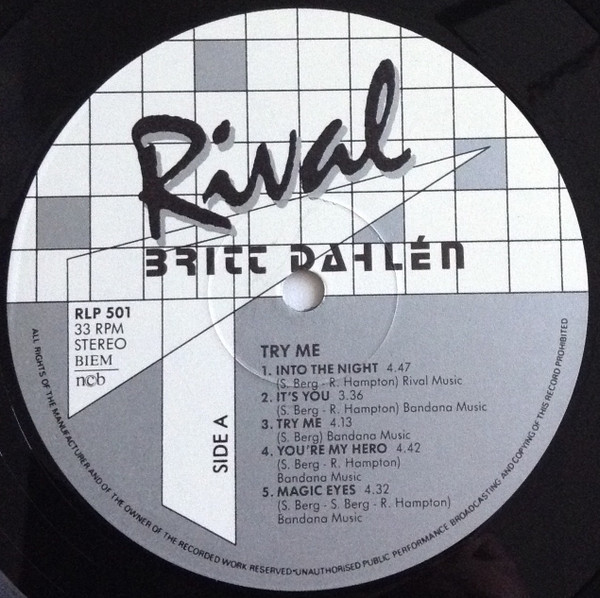 Rival
BRITT DAHLÉN
RLP 501
33 RPM
STEREO
BIEM
ncb
SIDE A
TRY ME
1. INTO THE NIGHT 4.47
(S. Berg - R. Hampton) Rival Music
2. IT'S YOU 3.36
(S. Berg - R. Hampton) Bandana Music
3. TRY ME 4.13
(S. Berg) Bandana Music
4. YOU'RE MY HERO 4.42
(S. Berg - R. Hampton)
Bandana Music
5. MAGIC EYES 4.32
(S. Berg - S. Berg - R. Hampton)
Bandana Music
ALL RIGHTS OF THE MANUFACTURER AND OF THE OWNER OF THE RECORDED WORK RESERVED•UNAUTHORISED PUBLIC PERFORMANCE BROADCASTING AND COPYING OF THIS RECORD PROHIBITED